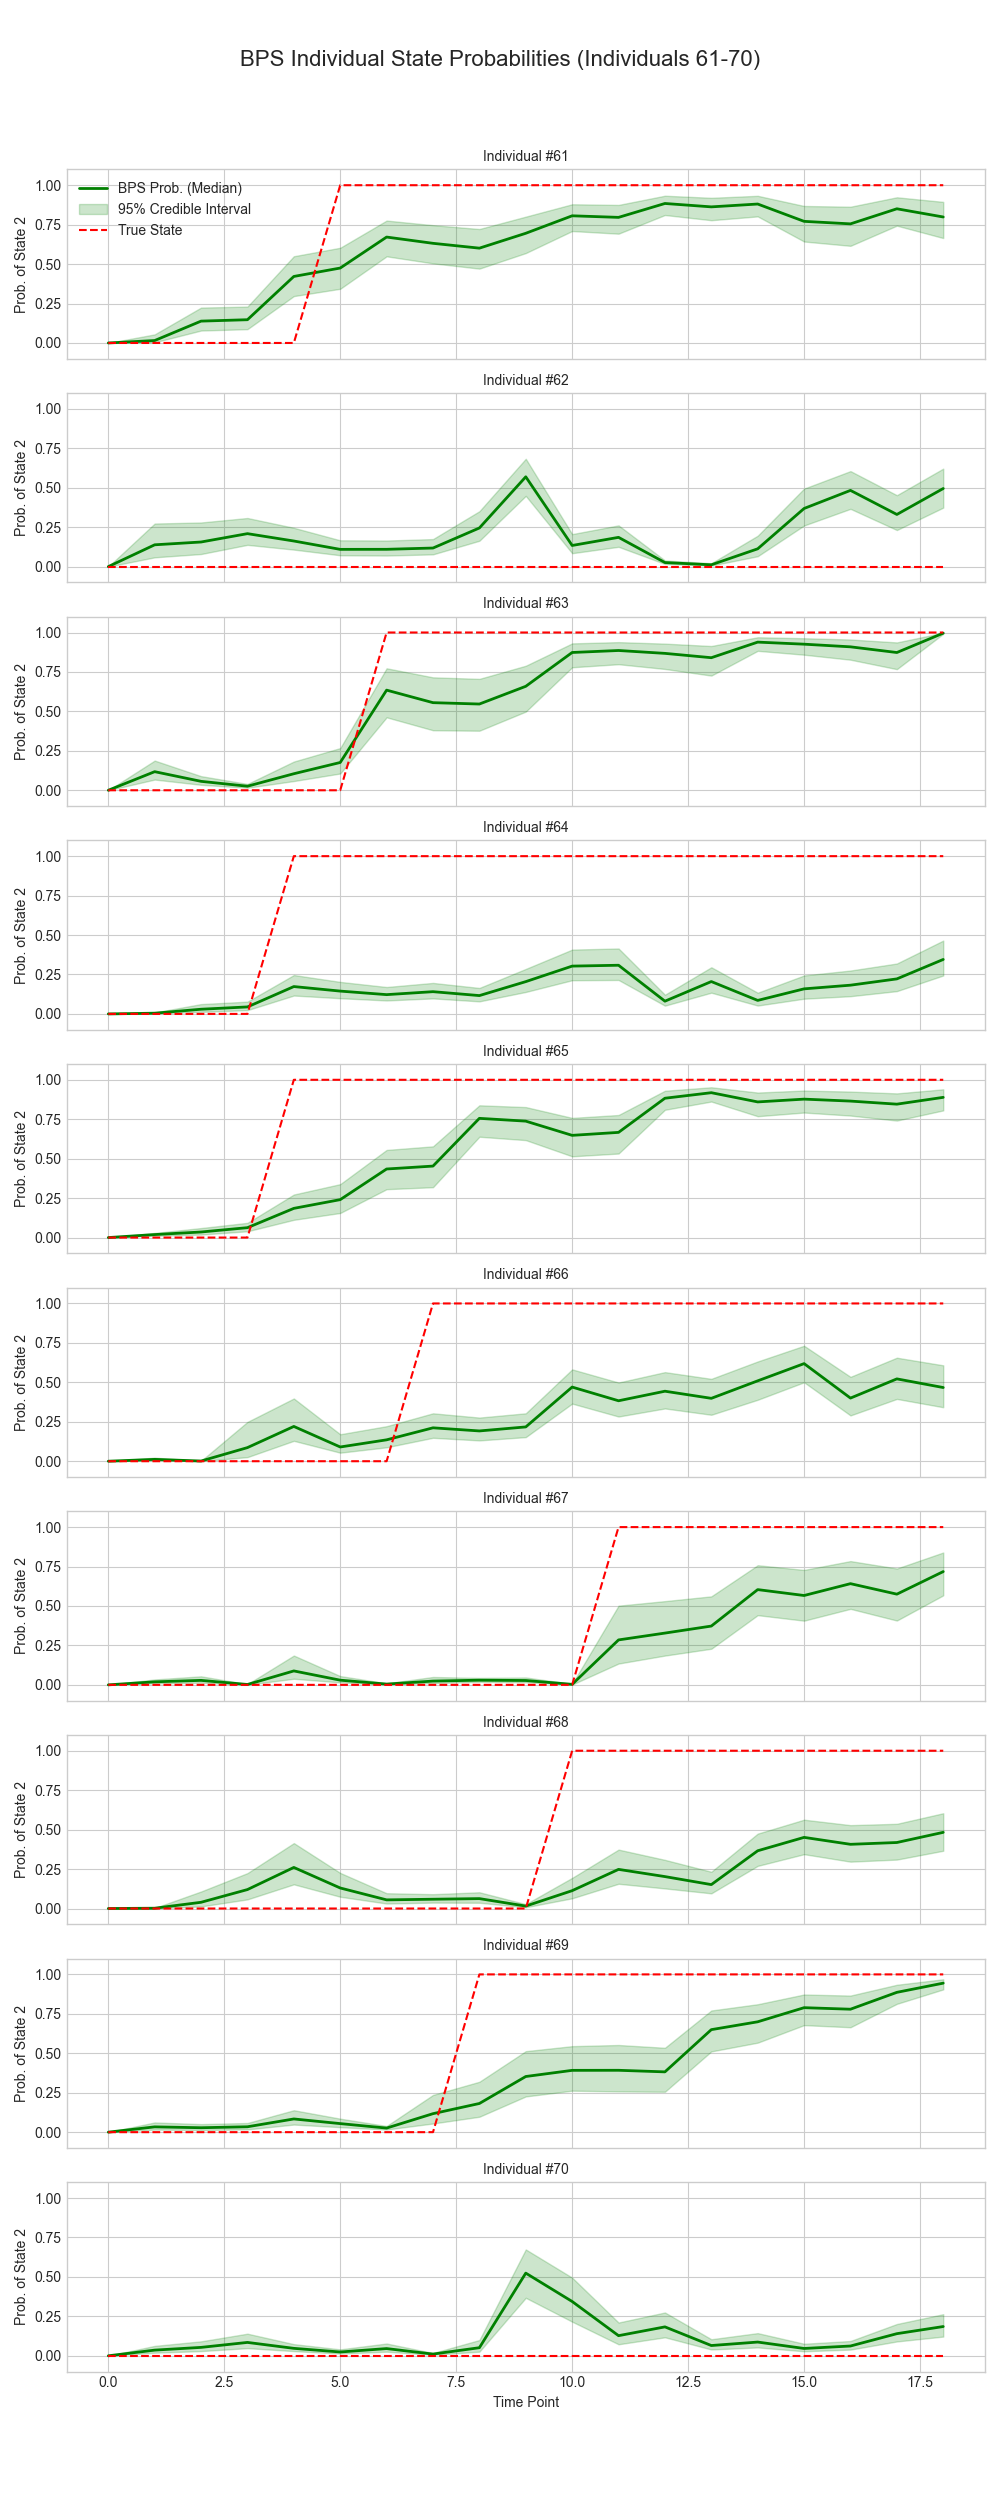 BPS Individual State Probabilities (Individuals 61-70)
Individual #61
BPS Prob. (Median)
95% Credible Interval
True State
Prob. of State 2
1.00
0.75
0.50
0.25
0.00
Individual #62
Prob. of State 2
1.00
0.75
0.50
0.25
0.00
Individual #63
Prob. of State 2
1.00
0.75
0.50
0.25
0.00
Individual #64
Prob. of State 2
1.00
0.75
0.50
0.25
0.00
Individual #65
Prob. of State 2
1.00
0.75
0.50
0.25
0.00
Individual #66
Prob. of State 2
1.00
0.75
0.50
0.25
0.00
Individual #67
Prob. of State 2
1.00
0.75
0.50
0.25
0.00
Individual #68
Prob. of State 2
1.00
0.75
0.50
0.25
0.00
Individual #69
Prob. of State 2
1.00
0.75
0.50
0.25
0.00
Individual #70
Prob. of State 2
1.00
0.75
0.50
0.25
0.00
0.0 2.5 5.0 7.5 10.0 12.5 15.0 17.5
Time Point